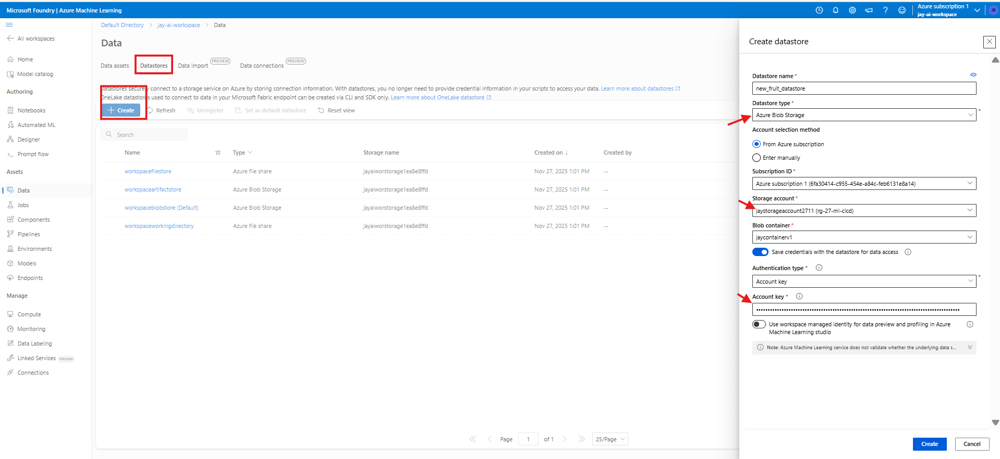 Microsoft Foundry | Azure Machine Learning
Azure subscription 1
jay-ai-workspace
JR
All workspaces
Home
Model catalog
Authoring
Notebooks
Automated ML
Designer
Prompt flow
Assets
Data
Jobs
Components
Pipelines
Environments
Models
Endpoints
Manage
Compute
Monitoring
Data Labeling
Linked Services PREVIEW
Connections
Default Directory > jay-ai-workspace > Data
Data
Data assets
Datastores
Data import PREVIEW
Data connections PREVIEW
Datastores securely connect to a storage service on Azure by storing connection information. With datastores, you no longer need to provide credential information in your scripts to access your data. Learn more about datastores
OneLake datastores used to connect to data in your Microsoft Fabric endpoint can be created via CLI and SDK only. Learn more about OneLake datastore
Create Refresh Unregister Set as default datastore Reset view
Search
Name Type Storage name Created on Created by
workspacefilestore Azure file share jayaiworstorage1ea8e8ffd Nov 27, 2025 1:01 PM --
workspaceartifactstore Azure Blob Storage jayaiworstorage1ea8e8ffd Nov 27, 2025 1:01 PM --
workspaceblobstore (Default) Azure Blob Storage jayaiworstorage1ea8e8ffd Nov 27, 2025 1:01 PM --
workspaceworkingdirectory Azure file share jayaiworstorage1ea8e8ffd Nov 27, 2025 1:01 PM --
Page 1 of 1 25/Page
Create datastore
Datastore name *
new_fruit_datastore
Datastore type *
Azure Blob Storage *
Account selection method
From Azure subscription
Enter manually
Subscription ID *
Azure subscription 1 (6fa30414-c955-454e-a84c-feb6131e8a14)
Storage account *
jaystorageaccount2711 (rg-27-ml-cicd)
Blob container *
jaycontainerv1
Save credentials with the datastore for data access
Authentication type *
Account key *
Account key *
Use workspace managed identity for data preview and profiling in Azure
Machine Learning studio
Note: Azure Machine Learning service does not validate whether the underlying data s...
Create Cancel